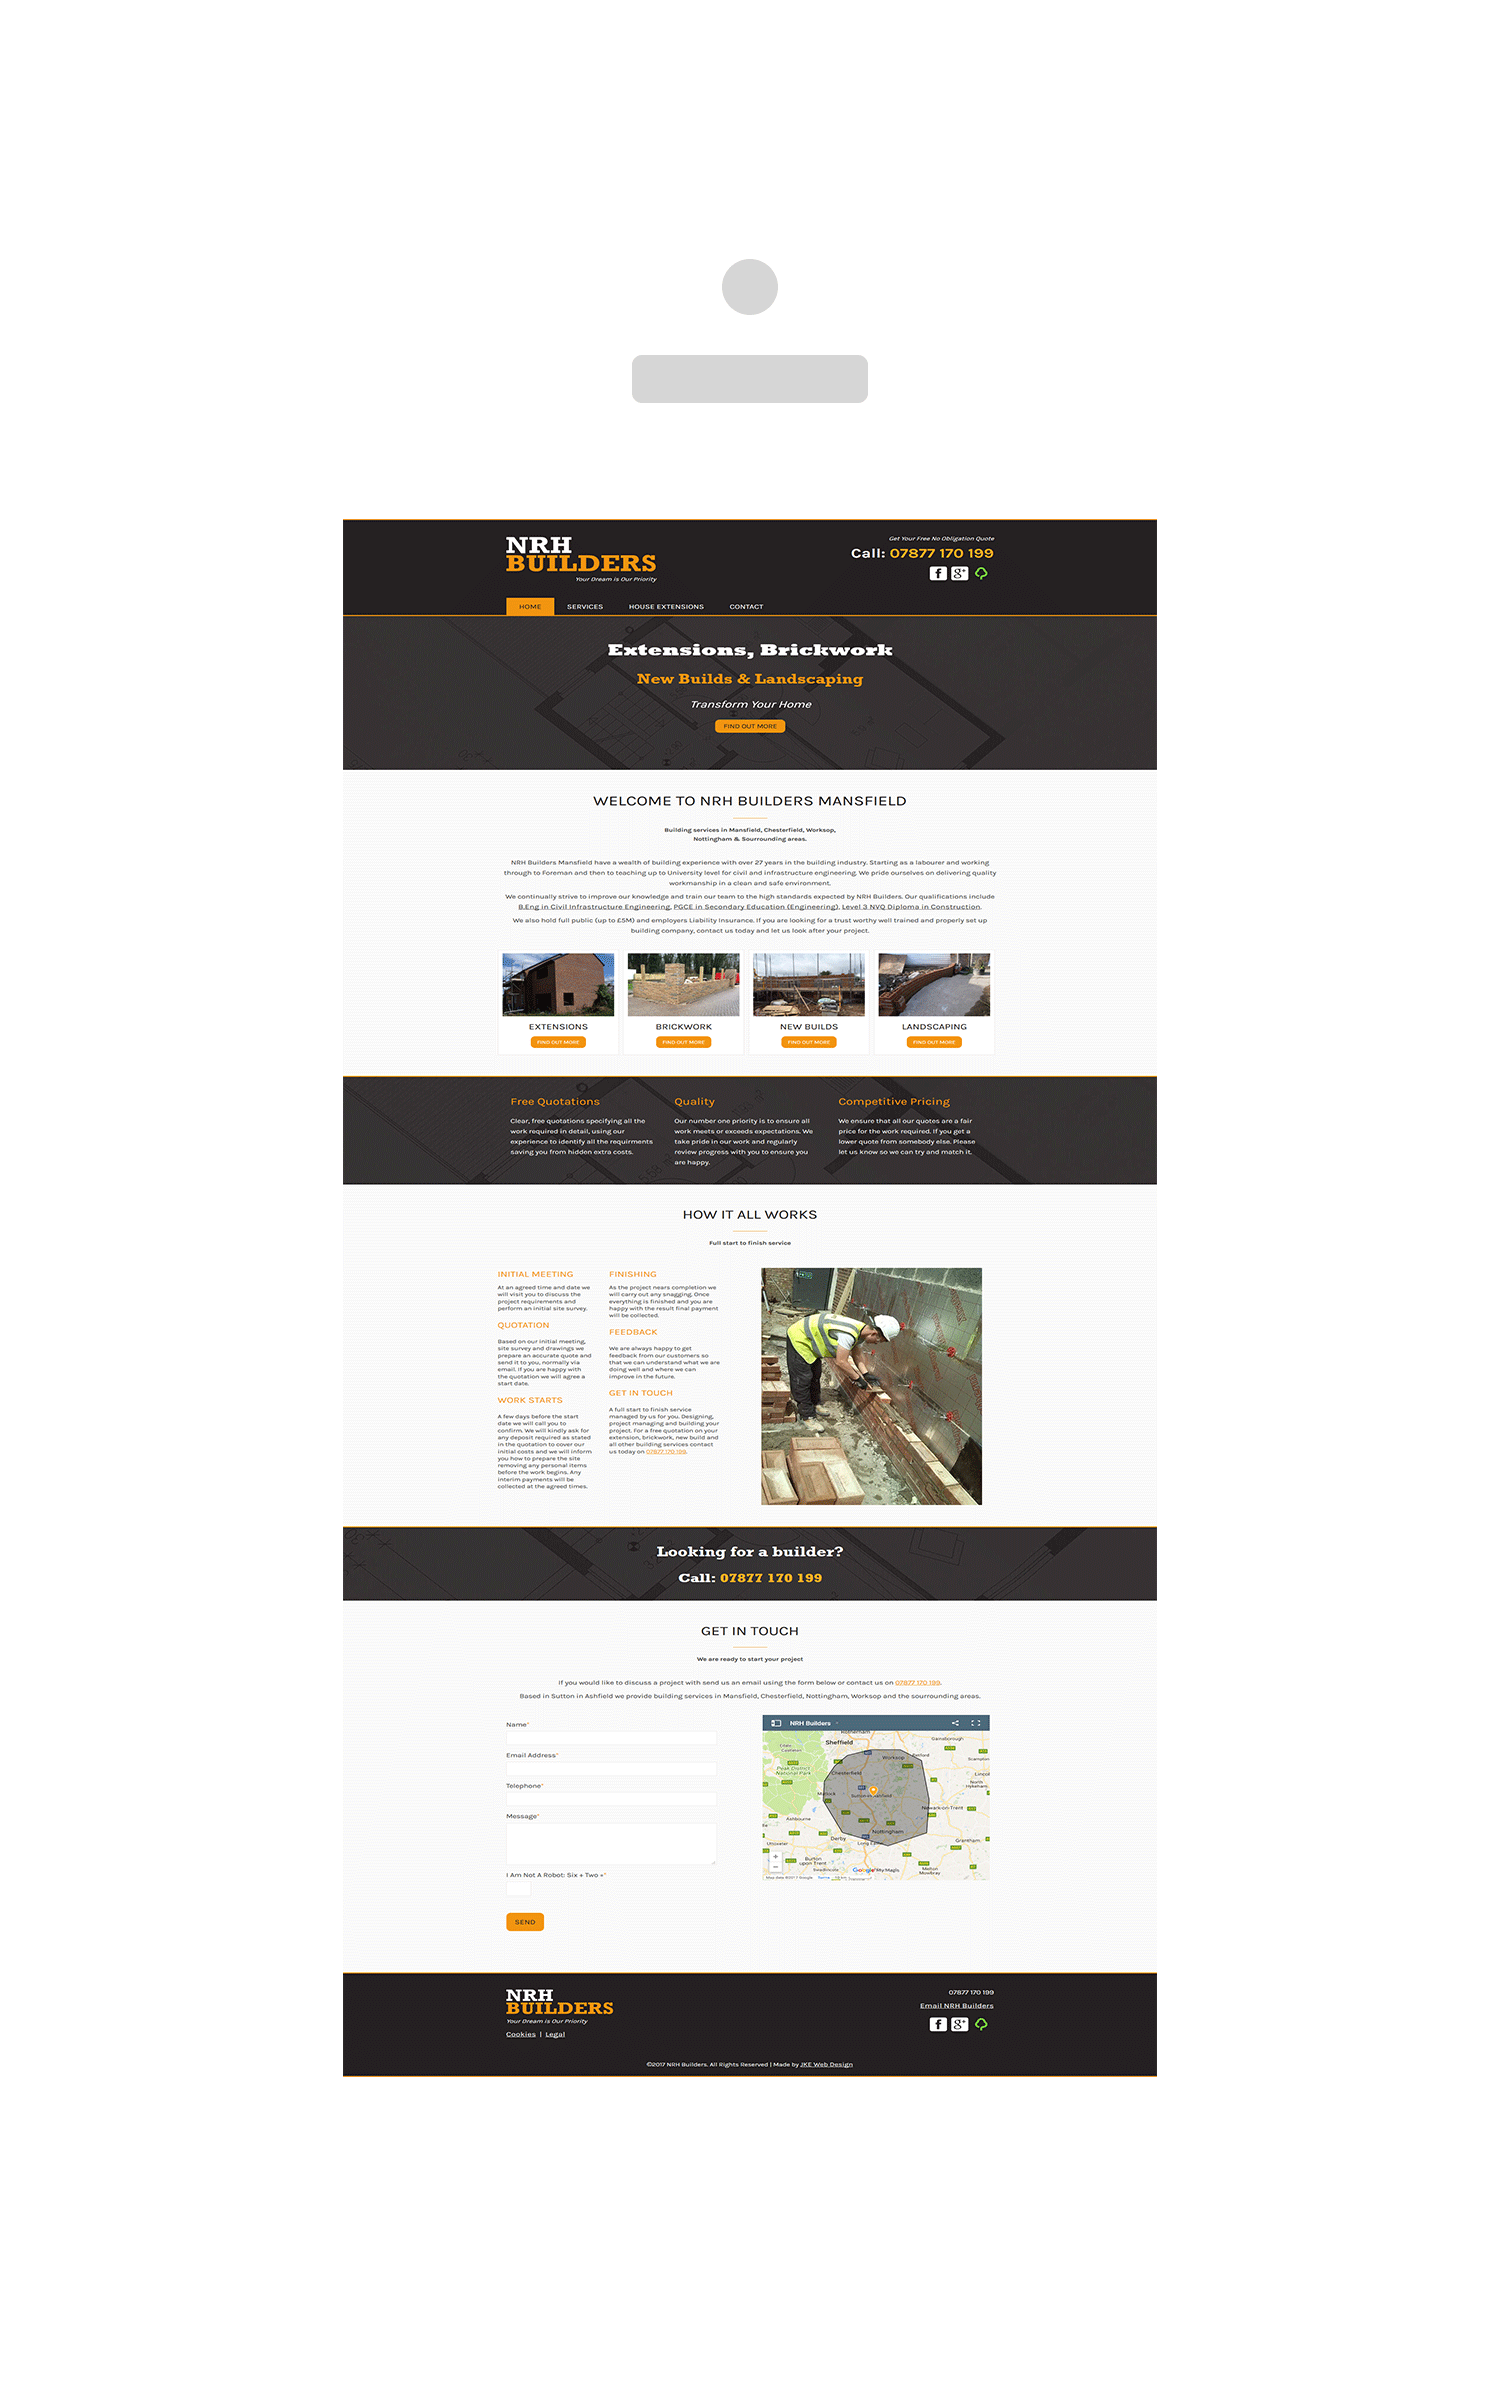 NRH
BUILDERS
Your Dream is Our Priority
Get Your Free No Obligation Quote
Call: 07877 170 199
HOME
SERVICES
HOUSE EXTENSIONS
CONTACT
Extensions, Brickwork
New Builds & Landscaping
Transform Your Home
FIND OUT MORE
WELCOME TO NRH BUILDERS MANSFIELD
Building services in Mansfield, Chesterfield, Worksop,
Nottingham & Sourrounding areas.
NRH Builders Mansfield have a wealth of building experience with over 27 years in the building industry. Starting as a labourer and working
through to Foreman and then to teaching up to University level for civil and infrastructure engineering. We pride ourselves on delivering quality
workmanship in a clean and safe environment.
We continually strive to improve our knowledge and train our team to the high standards expected by NRH Builders. Our qualifications include
B.Eng in Civil Infrastructure Engineering, PGCE in Secondary Education (Engineering), Level 3 NVQ Diploma in Construction.
We also hold full public (up to £5M) and employers Liability Insurance. If you are looking for a trust worthy well trained and properly set up
building company, contact us today and let us look after your project.
EXTENSIONS
FIND OUT MORE
BRICKWORK
FIND OUT MORE
NEW BUILDS
FIND OUT MORE
LANDSCAPING
FIND OUT MORE
Free Quotations
Clear, free quotations specifying all the
work required in detail, using our
experience to identify all the requirments
saving you from hidden extra costs.
Quality
Our number one priority is to ensure all
work meets or exceeds expectations. We
take pride in our work and regularly
review progress with you to ensure you
are happy.
Competitive Pricing
We ensure that all our quotes are a fair
price for the work required. If you get a
lower quote from somebody else. Please
let us know so we can try and match it.
HOW IT ALL WORKS
Full start to finish service
INITIAL MEETING
At an agreed time and date we
will visit you to discuss the
project requirements and
perform an initial site survey.
QUOTATION
Based on our initial meeting,
site survey and drawings we
prepare an accurate quote and
send it to you, normally via
email. If you are happy with
the quotation we will agree a
start date.
WORK STARTS
A few days before the start
date we will call you to
confirm. We will kindly ask for
any deposit required as stated
in the quotation to cover our
initial costs and we will inform
you how to prepare the site
removing any personal items
before the work begins. Any
interim payments will be
collected at the agreed times.
FINISHING
As the project nears completion we
will carry out any snagging. Once
everything is finished and you are
happy with the result final payment
will be collected.
FEEDBACK
We are always happy to get
feedback from our customers so
that we can understand what we are
doing well and where we can
improve in the future.
GET IN TOUCH
A full start to finish service
managed by us for you. Designing,
project managing and building your
project. For a free quotation on your
extension, brickwork, new build and
all other building services contact
us today on 07877 170 199.
Looking for a builder?
Call: 07877 170 199
GET IN TOUCH
We are ready to start your project
If you would like to discuss a project with send us an email using the form below or contact us on 07877 170 199.
Based in Sutton in Ashfield we provide building services in Mansfield, Chesterfield, Nottingham, Worksop and the sourrounding areas.
Name*
Email Address*
Telephone*
Message*
I Am Not A Robot: Six + Two =*
SEND
NRH Builders
Rotherham
Sheffield
Gainsborough
Worksop
Retford
Scampton
Peak District
National Park
Chesterfield
Lincol
North
Hykeham
Matlock
Sutton in Ashfield
Newark-on-Trent
Ashbourne
Nottingham
Derby
Grantham
Uttoxeter
Burton
upon Trent
Swadlincote
Melton
Mowbray
Google My Maps
Map data ©2017 Google
Terms
NRH
BUILDERS
Your Dream is Our Priority
Cookies | Legal
07877 170 199
Email NRH Builders
©2017 NRH Builders. All Rights Reserved | Made by JKE Web Design